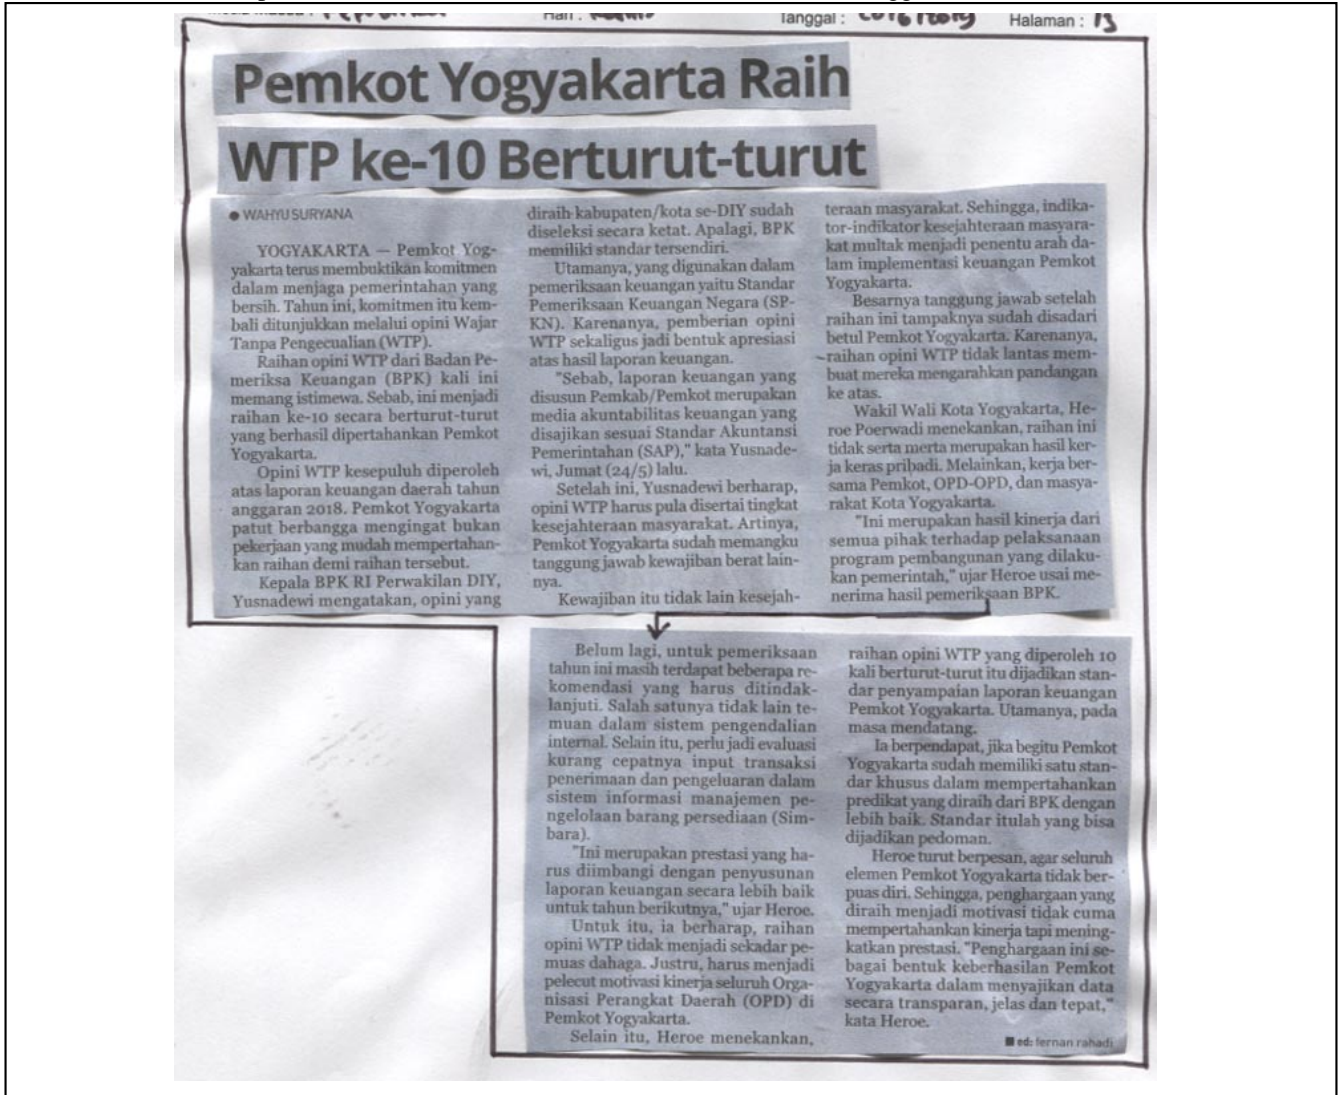 Hari :
Tanggal :
Halaman : 13
Pemkot Yogyakarta Raih
WTP ke-10 Berturut-turut
● WAHYU SURYANA
YOGYAKARTA — Pemkot Yog-
yakarta terus membuktikan komitmen
dalam menjaga pemerintahan yang
bersih. Tahun ini, komitmen itu kem-
bali ditunjukkan melalui opini Wajar
Tanpa Pengecualian (WTP).
Raihan opini WTP dari Badan Pe-
meriksa Keuangan (BPK) kali ini
memang istimewa. Sebab, ini menjadi
raihan ke-10 secara berturut-turut
yang berhasil dipertahankan Pemkot
Yogyakarta.
Opini WTP kesepuluh diperoleh
atas laporan keuangan daerah tahun
anggaran 2018. Pemkot Yogyakarta
patut berbangga mengingat bukan
pekerjaan yang mudah mempertahan-
kan raihan demi raihan tersebut.
Kepala BPK RI Perwakilan DIY,
Yusnadewi mengatakan, opini yang
diraih kabupaten/kota se-DIY sudah
diseleksi secara ketat. Apalagi, BPK
memiliki standar tersendiri.
Utamanya, yang digunakan dalam
pemeriksaan keuangan yaitu Standar
Pemeriksaan Keuangan Negara (SP-
KN). Karenanya, pemberian opini
WTP sekaligus jadi bentuk apresiasi
atas hasil laporan keuangan.
"Sebab, laporan keuangan yang
disusun Pemkab/Pemkot merupakan
media akuntabilitas keuangan yang
disajikan sesuai Standar Akuntansi
Pemerintahan (SAP)," kata Yusnade-
wi, Jumat (24/5) lalu.
Setelah ini, Yusnadewi berharap,
opini WTP harus pula disertai tingkat
kesejahteraan masyarakat. Artinya,
Pemkot Yogyakarta sudah memangku
tanggung jawab kewajiban berat lain-
nya.
Kewajiban itu tidak lain kesejah-
teraan masyarakat. Sehingga, indika-
tor-indikator kesejahteraan masyara-
kat multak menjadi penentu arah da-
lam implementasi keuangan Pemkot
Yogyakarta.
Besarnya tanggung jawab setelah
raihan ini tampaknya sudah disadari
betul Pemkot Yogyakarta. Karenanya,
raihan opini WTP tidak lantas mem-
buat mereka mengarahkan pandangan
ke atas.
Wakil Wali Kota Yogyakarta, He-
roe Poerwadi menekankan, raihan ini
tidak serta merta merupakan hasil ker-
ja keras pribadi. Melainkan, kerja ber-
sama Pemkot, OPD-OPD, dan masya-
rakat Kota Yogyakarta.
"Ini merupakan hasil kinerja dari
semua pihak terhadap pelaksanaan
program pembangunan yang dilaku-
kan pemerintah," ujar Heroe usai me-
nerima hasil pemeriksaan BPK.
Belum lagi, untuk pemeriksaan
tahun ini masih terdapat beberapa re-
komendasi yang harus ditindak-
lanjuti. Salah satunya tidak lain te-
muan dalam sistem pengendalian
internal. Selain itu, perlu jadi evaluasi
kurang cepatnya input transaksi
penerimaan dan pengeluaran dalam
sistem informasi manajemen pe-
ngelolaan barang persediaan (Sim-
bara).
"Ini merupakan prestasi yang ha-
rus diimbangi dengan penyusunan
laporan keuangan secara lebih baik
untuk tahun berikutnya," ujar Heroe.
Untuk itu, ia berharap, raihan
opini WTP tidak menjadi sekadar pe-
muas dahaga. Justru, harus menjadi
pelecut motivasi kinerja seluruh Orga-
nisasi Perangkat Daerah (OPD) di
Pemkot Yogyakarta.
Selain itu, Heroe menekankan,
raihan opini WTP yang diperoleh 10
kali berturut-turut itu dijadikan stan-
dar penyampaian laporan keuangan
Pemkot Yogyakarta. Utamanya, pada
masa mendatang.
Ia berpendapat, jika begitu Pemkot
Yogyakarta sudah memiliki satu stan-
dar khusus dalam mempertahankan
predikat yang diraih dari BPK dengan
lebih baik. Standar itulah yang bisa
dijadikan pedoman.
Heroe turut berpesan, agar seluruh
elemen Pemkot Yogyakarta tidak ber-
puas diri. Sehingga, penghargaan yang
diraih menjadi motivasi tidak cuma
mempertahankan kinerja tapi mening-
katkan prestasi. "Penghargaan ini se-
bagai bentuk keberhasilan Pemkot
Yogyakarta dalam menyajikan data
secara transparan, jelas dan tepat,"
kata Heroe.
■ ed: fernan rahadi